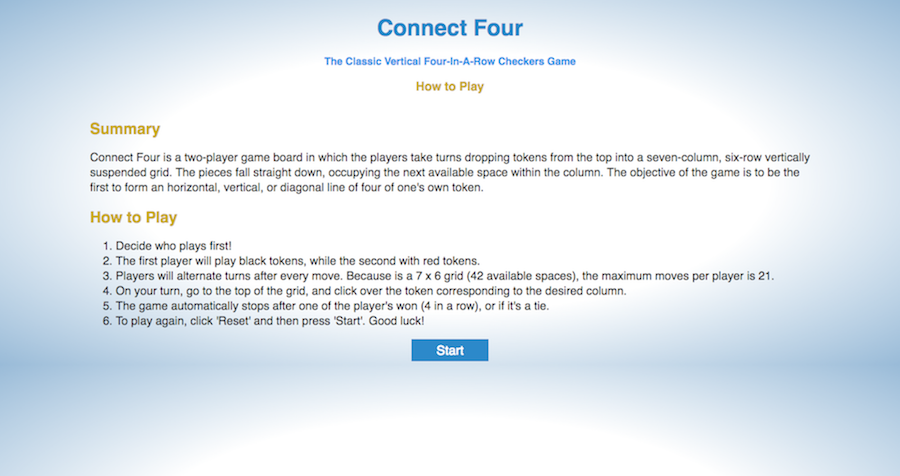 Connect Four
The Classic Vertical Four-In-A-Row Checkers Game
How to Play
Summary
Connect Four is a two-player game board in which the players take turns dropping tokens from the top into a seven-column, six-row vertically
suspended grid. The pieces fall straight down, occupying the next available space within the column. The objective of the game is to be the
first to form an horizontal, vertical, or diagonal line of four of one's own token.
How to Play
1. Decide who plays first!
2. The first player will play black tokens, while the second with red tokens.
3. Players will alternate turns after every move. Because is a 7 x 6 grid (42 available spaces), the maximum moves per player is 21.
4. On your turn, go to the top of the grid, and click over the token corresponding to the desired column.
5. The game automatically stops after one of the player's won (4 in a row), or if it's a tie.
6. To play again, click 'Reset' and then press 'Start'. Good luck!
Start